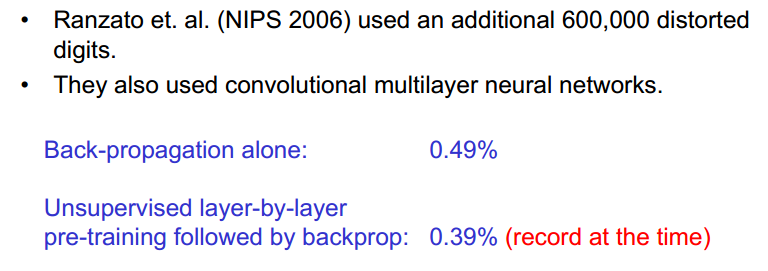 • Ranzato et. al. (NIPS 2006) used an additional 600,000 distorted
digits.
• They also used convolutional multilayer neural networks.
Back-propagation alone: 0.49%
Unsupervised layer-by-layer
pre-training followed by backprop: 0.39% (record at the time)